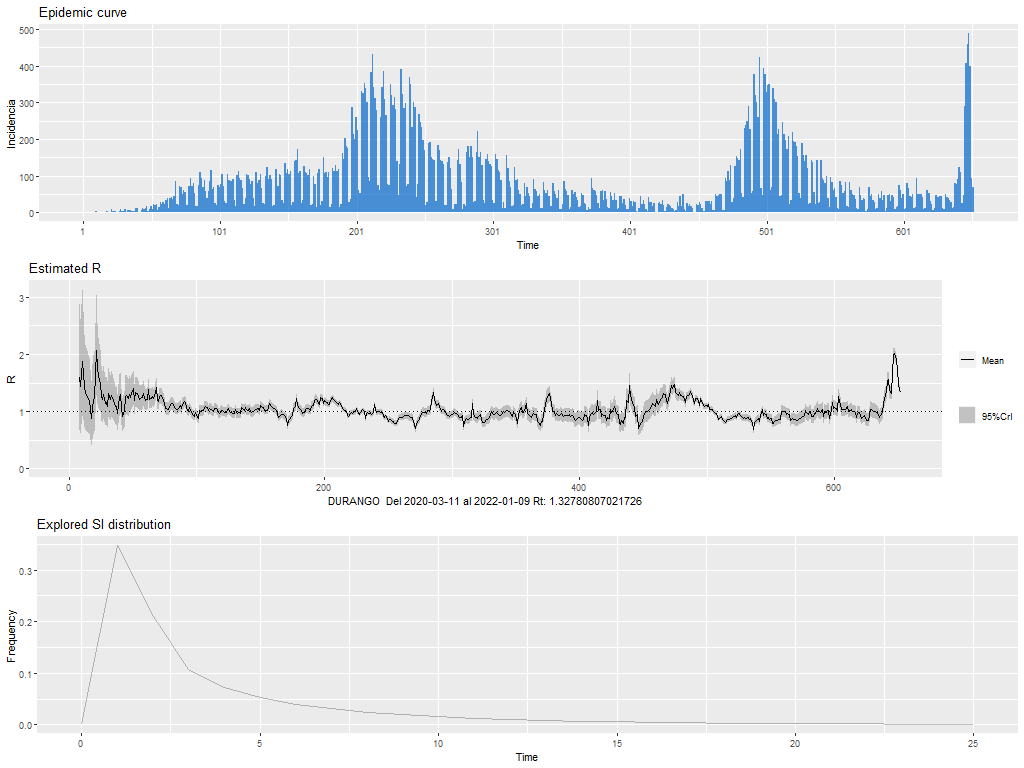 Epidemic curve
500
400
300
200
100
0
Incidencia
1
101
201
301
401
501
601
Time
Estimated R
3
2
1
0
R
0
200
400
600
DURANGO Del 2020-03-11 al 2022-01-09 Rt: 1.32780807021726
Mean
95%CrI
Explored SI distribution
0.3
0.2
0.1
0.0
Frequency
0
5
10
15
20
25
Time